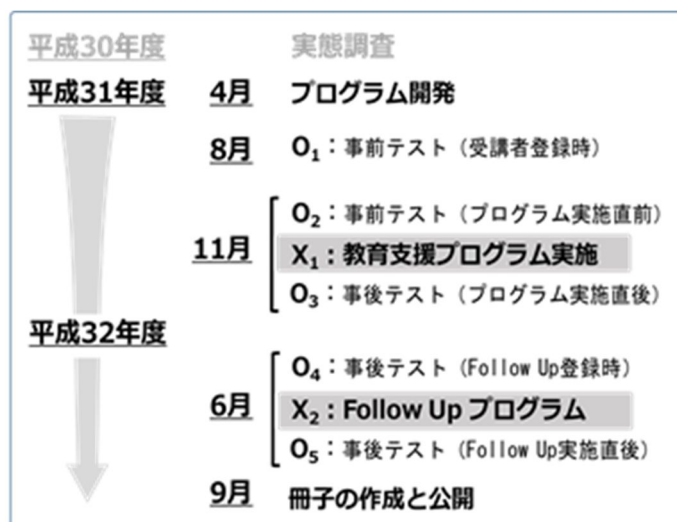 平成30年度 実態調査
平成31年度 4月 プログラム開発
8月 O₁：事前テスト（受講者登録時）
O₂：事前テスト（プログラム実施直前）
11月 X₁：教育支援プログラム実施
O₃：事後テスト（プログラム実施直後）
平成32年度
O₄：事後テスト（Follow Up登録時）
6月 X₂：Follow Up プログラム
O₅：事後テスト（Follow Up実施直後）
9月 冊子の作成と公開